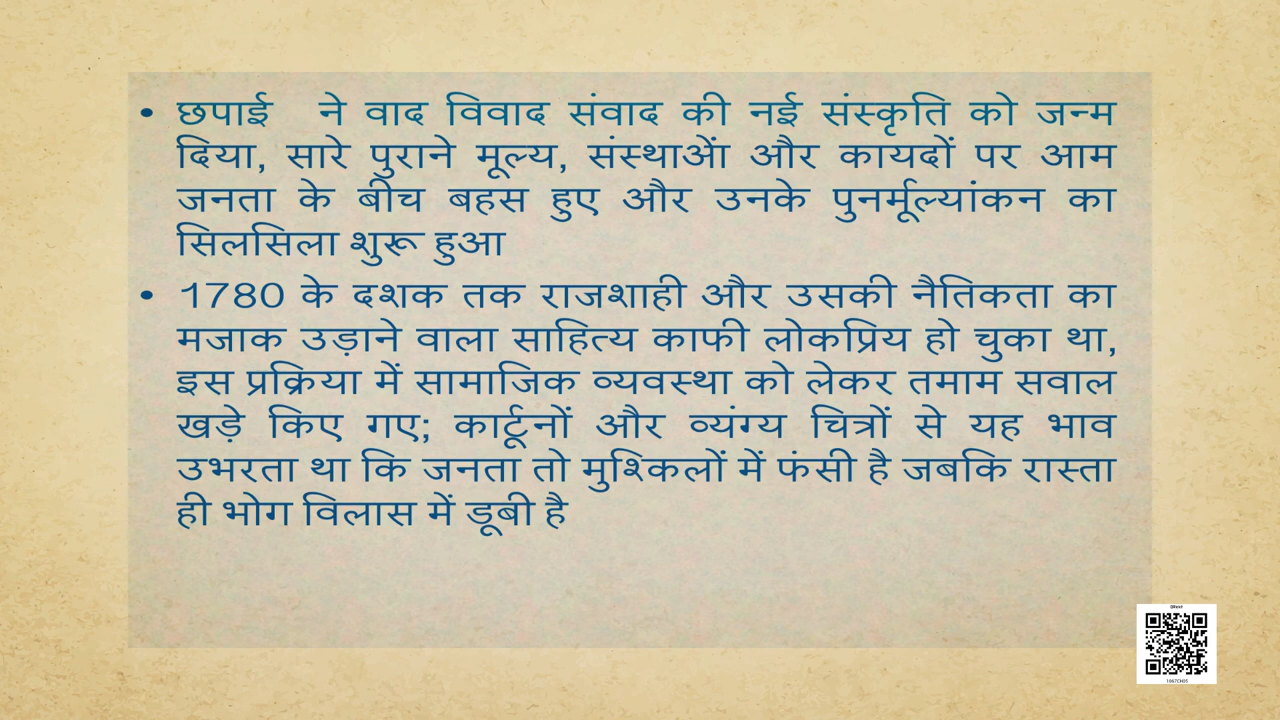 • छपाई ने वाद विवाद संवाद की नई संस्कृति को जन्म
दिया, सारे पुराने मूल्य, संस्थाओं और कायदों पर आम
जनता के बीच बहस हुए और उनके पुनर्मूल्यांकन का
सिलसिला शुरू हुआ
• 1780 के दशक तक राजशाही और उसकी नैतिकता का
मजाक उड़ाने वाला साहित्य काफी लोकप्रिय हो चुका था,
इस प्रक्रिया में सामाजिक व्यवस्था को लेकर तमाम सवाल
खड़े किए गए; कार्टूनों और व्यंग्य चित्रों से यह भाव
उभरता था कि जनता तो मुश्किलों में फंसी है जबकि रास्ता
ही भोग विलास में डूबी है
1067CH05